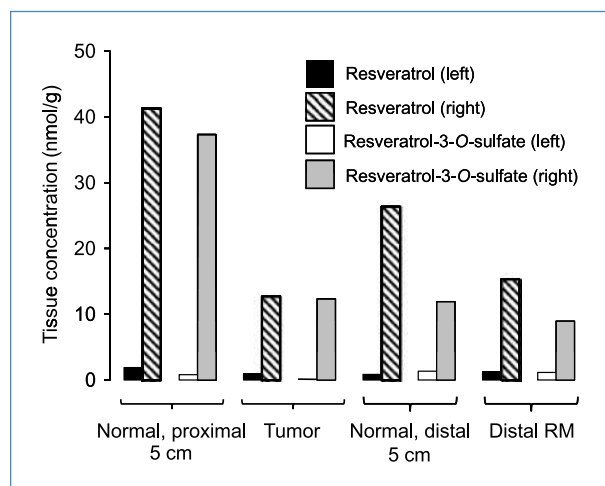 Tissue concentration (nmol/g)
50
40
30
20
10
0
Resveratrol (left)
Resveratrol (right)
Resveratrol-3-O-sulfate (left)
Resveratrol-3-O-sulfate (right)
Normal, proximal
5 cm
Tumor
Normal, distal
5 cm
Distal RM